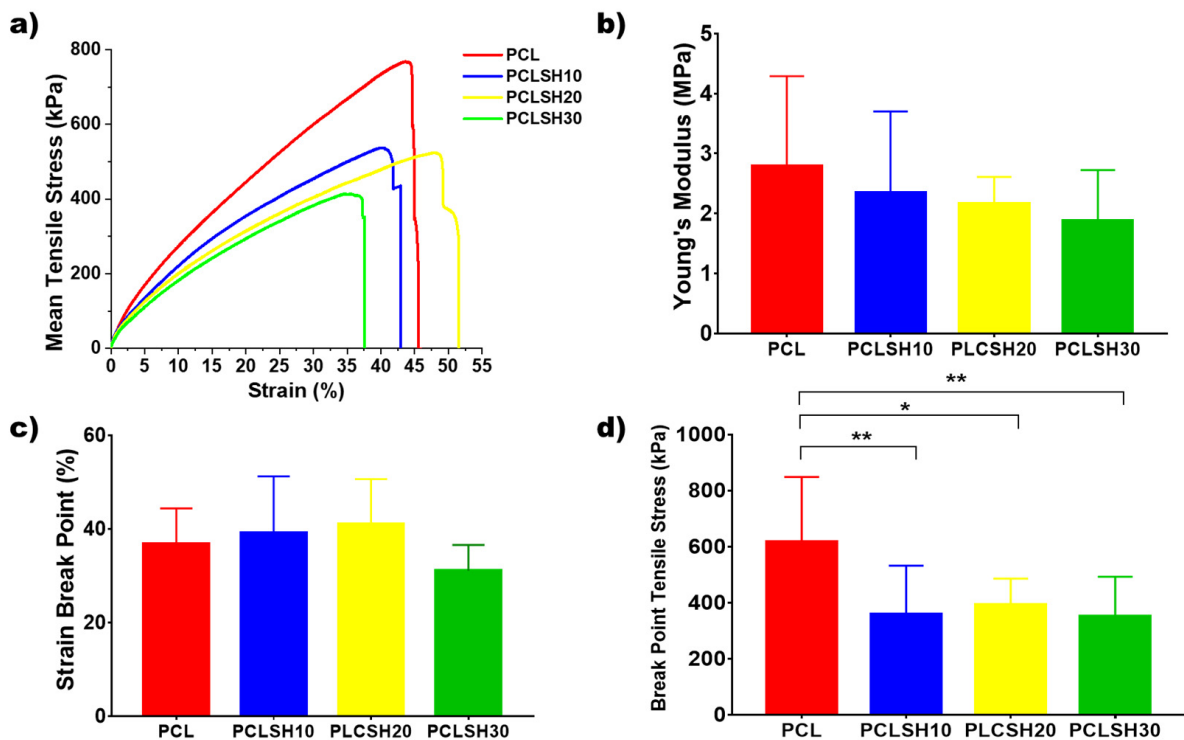 a)
Mean Tensile Stress (kPa)
800
600
400
200
0
0 5 10 15 20 25 30 35 40 45 50 55
Strain (%)
PCL
PCLSH10
PCLSH20
PCLSH30
b)
Young's Modulus (MPa)
5
4
3
2
1
0
PCL PCLSH10 PLCSH20 PCLSH30
c)
Strain Break Point (%)
60
40
20
0
PCL PCLSH10 PLCSH20 PCLSH30
d)
**
*
**
Break Point Tensile Stress (kPa)
1000
800
600
400
200
0
PCL PCLSH10 PLCSH20 PCLSH30